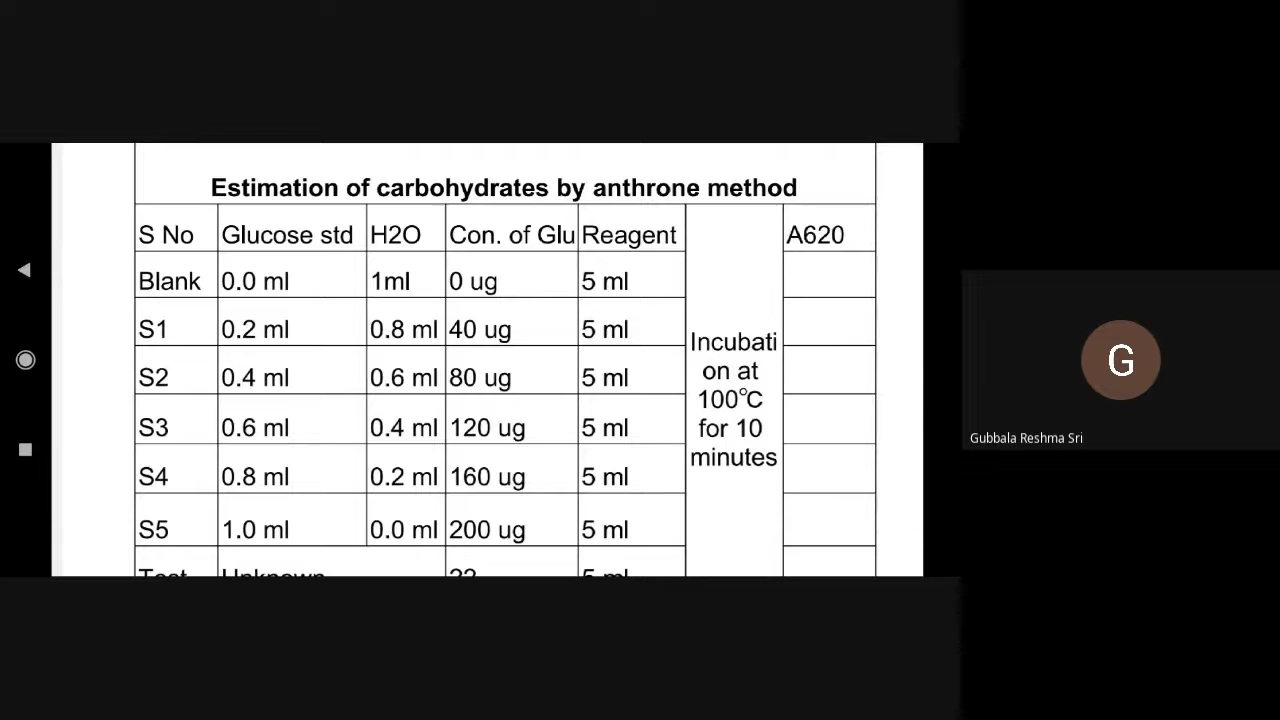 Estimation of carbohydrates by anthrone method
S No Glucose std H2O Con. of Glu Reagent A620
Blank 0.0 ml 1ml 0 ug 5 ml
S1 0.2 ml 0.8 ml 40 ug 5 ml
S2 0.4 ml 0.6 ml 80 ug 5 ml
S3 0.6 ml 0.4 ml 120 ug 5 ml
S4 0.8 ml 0.2 ml 160 ug 5 ml
S5 1.0 ml 0.0 ml 200 ug 5 ml
Test Unknown ?? 5 ml
Incubati
on at
100℃
for 10
minutes
G
Gubbala Reshma Sri